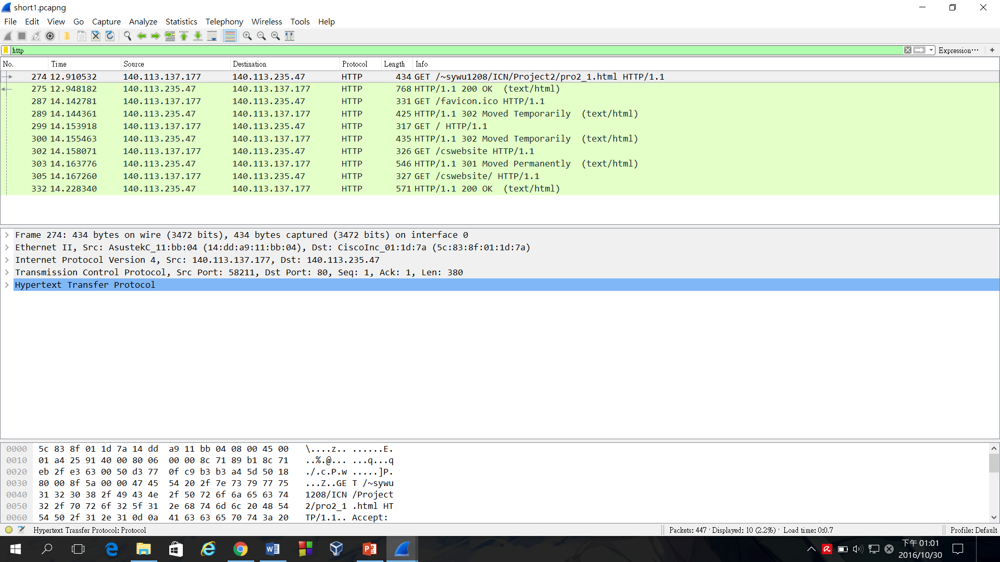 short1.pcapng
File Edit View Go Capture Analyze Statistics Telephony Wireless Tools Help
http Expression… +
No. Time Source Destination Protocol Length Info
274 12.910532 140.113.137.177 140.113.235.47 HTTP 434 GET /~sywu1208/ICN/Project2/pro2_1.html HTTP/1.1
275 12.948182 140.113.235.47 140.113.137.177 HTTP 768 HTTP/1.1 200 OK (text/html)
287 14.142781 140.113.137.177 140.113.235.47 HTTP 331 GET /favicon.ico HTTP/1.1
289 14.144361 140.113.235.47 140.113.137.177 HTTP 425 HTTP/1.1 302 Moved Temporarily (text/html)
299 14.153918 140.113.137.177 140.113.235.47 HTTP 317 GET / HTTP/1.1
300 14.155463 140.113.235.47 140.113.137.177 HTTP 435 HTTP/1.1 302 Moved Temporarily (text/html)
302 14.158071 140.113.137.177 140.113.235.47 HTTP 326 GET /cswebsite HTTP/1.1
303 14.163776 140.113.235.47 140.113.137.177 HTTP 546 HTTP/1.1 301 Moved Permanently (text/html)
305 14.167260 140.113.137.177 140.113.235.47 HTTP 327 GET /cswebsite/ HTTP/1.1
332 14.228340 140.113.235.47 140.113.137.177 HTTP 571 HTTP/1.1 200 OK (text/html)
Frame 274: 434 bytes on wire (3472 bits), 434 bytes captured (3472 bits) on interface 0
Ethernet II, Src: AsustekC_11:bb:04 (14:dd:a9:11:bb:04), Dst: CiscoInc_01:1d:7a (5c:83:8f:01:1d:7a)
Internet Protocol Version 4, Src: 140.113.137.177, Dst: 140.113.235.47
Transmission Control Protocol, Src Port: 58211, Dst Port: 80, Seq: 1, Ack: 1, Len: 380
Hypertext Transfer Protocol
0000 5c 83 8f 01 1d 7a 14 dd a9 11 bb 04 08 00 45 00 \....z.. ......E.
0010 01 a4 25 91 40 00 80 06 00 00 8c 71 89 b1 8c 71 ..%.@... ...q...q
0020 eb 2f e3 63 00 50 d3 77 0f c9 b3 b3 a4 5d 50 18 ./.c.P.w .....]P.
0030 80 00 8f 5a 00 00 47 45 54 20 2f 7e 73 79 77 75 ...Z..GE T /~sywu
0040 31 32 30 38 2f 49 43 4e 2f 50 72 6f 6a 65 63 74 1208/ICN /Project
0050 32 2f 70 72 6f 32 5f 31 2e 68 74 6d 6c 20 48 54 2/pro2_1 .html HT
0060 54 50 2f 31 2e 31 0d 0a 41 63 63 65 70 74 3a 20 TP/1.1.. Accept:
Hypertext Transfer Protocol: Protocol Packets: 447 · Displayed: 10 (2.2%) · Load time: 0:0.7 Profile: Default
下午 01:01
2016/10/30